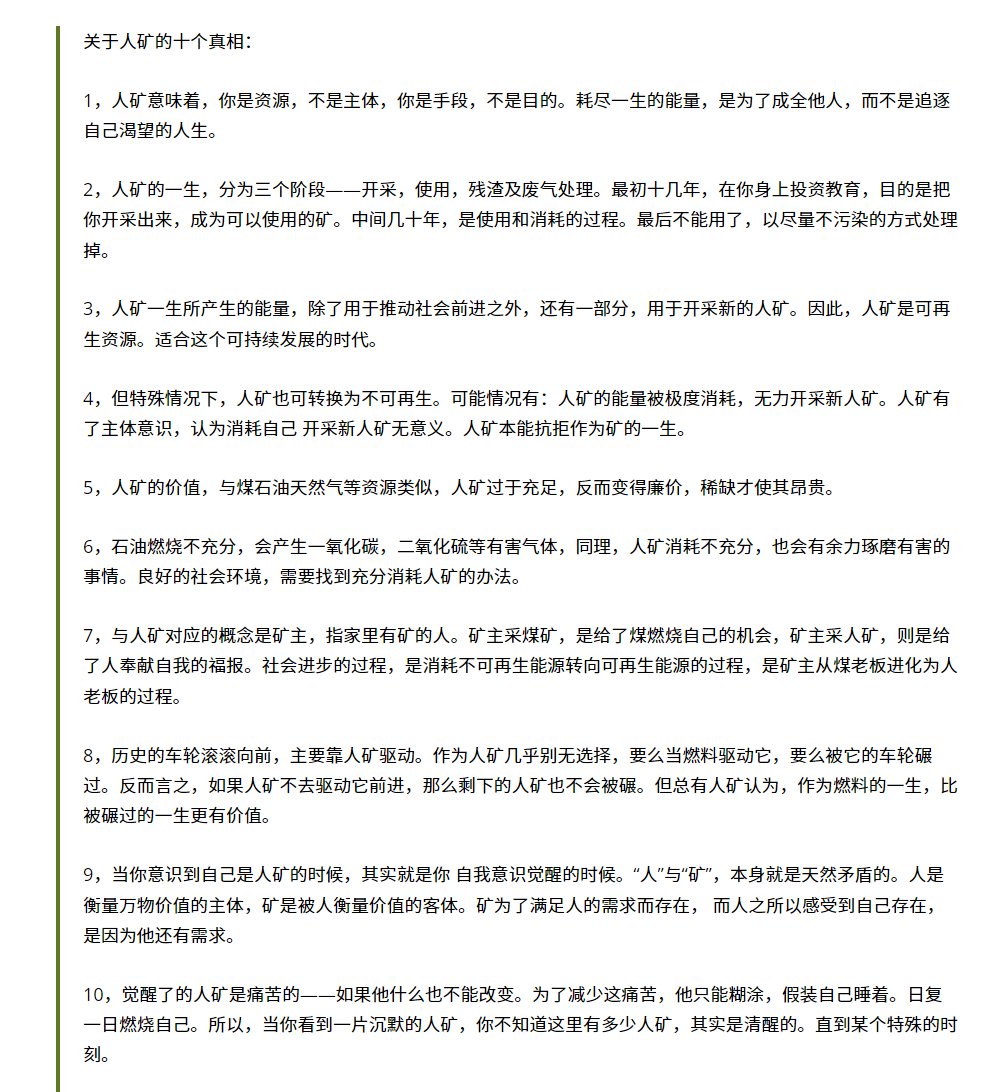 关于人矿的十个真相：
1，人矿意味着，你是资源，不是主体，你是手段，不是目的。耗尽一生的能量，是为了成全他人，而不是追逐
自己渴望的人生。
2，人矿的一生，分为三个阶段——开采，使用，残渣及废气处理。最初十几年，在你身上投资教育，目的是把
你开采出来，成为可以使用的矿。中间几十年，是使用和消耗的过程。最后不能用了，以尽量不污染的方式处理
掉。
3，人矿一生所产生的能量，除了用于推动社会前进之外，还有一部分，用于开采新的人矿。因此，人矿是可再
生资源。适合这个可持续发展的时代。
4，但特殊情况下，人矿也可转换为不可再生。可能情况有：人矿的能量被极度消耗，无力开采新人矿。人矿有
了主体意识，认为消耗自己 开采新人矿无意义。人矿本能抗拒作为矿的一生。
5，人矿的价值，与煤石油天然气等资源类似，人矿过于充足，反而变得廉价，稀缺才使其昂贵。
6，石油燃烧不充分，会产生一氧化碳，二氧化硫等有害气体，同理，人矿消耗不充分，也会有余力琢磨有害的
事情。良好的社会环境，需要找到充分消耗人矿的办法。
7，与人矿对应的概念是矿主，指家里有矿的人。矿主采煤矿，是给了煤燃烧自己的机会，矿主采人矿，则是给
了人奉献自我的福报。社会进步的过程，是消耗不可再生能源转向可再生能源的过程，是矿主从煤老板进化为人
老板的过程。
8，历史的车轮滚滚向前，主要靠人矿驱动。作为人矿几乎别无选择，要么当燃料驱动它，要么被它的车轮碾
过。反而言之，如果人矿不去驱动它前进，那么剩下的人矿也不会被碾。但总有人矿认为，作为燃料的一生，比
被碾过的一生更有价值。
9，当你意识到自己是人矿的时候，其实就是你 自我意识觉醒的时候。“人”与“矿”，本身就是天然矛盾的。人是
衡量万物价值的主体，矿是被人衡量价值的客体。矿为了满足人的需求而存在， 而人之所以感受到自己存在，
是因为他还有需求。
10，觉醒了的人矿是痛苦的——如果他什么也不能改变。为了减少这痛苦，他只能糊涂，假装自己睡着。日复
一日燃烧自己。所以，当你看到一片沉默的人矿，你不知道这里有多少人矿，其实是清醒的。直到某个特殊的时
刻。